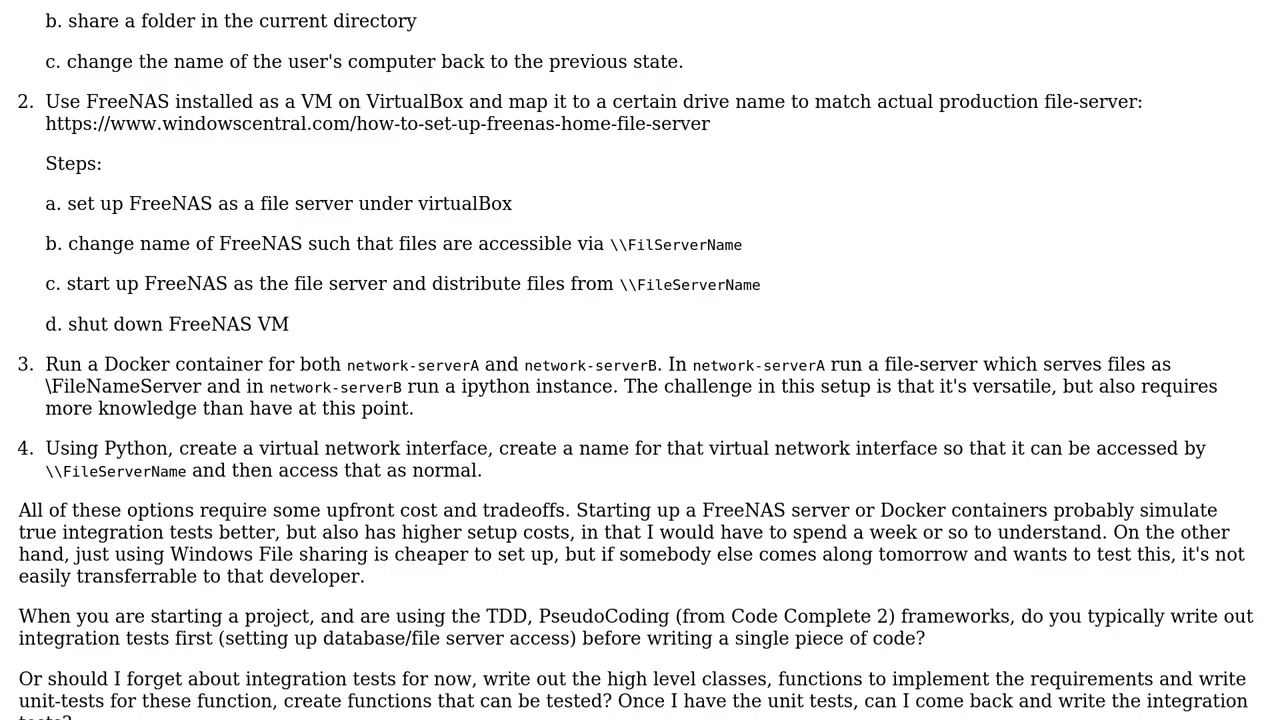 b. share a folder in the current directory
c. change the name of the user's computer back to the previous state.
2. Use FreeNAS installed as a VM on VirtualBox and map it to a certain drive name to match actual production file-server:
https://www.windowscentral.com/how-to-set-up-freenas-home-file-server
Steps:
a. set up FreeNAS as a file server under virtualBox
b. change name of FreeNAS such that files are accessible via \\FilServerName
c. start up FreeNAS as the file server and distribute files from \\FileServerName
d. shut down FreeNAS VM
3. Run a Docker container for both network-serverA and network-serverB. In network-serverA run a file-server which serves files as
\FileNameServer and in network-serverB run a ipython instance. The challenge in this setup is that it's versatile, but also requires
more knowledge than have at this point.
4. Using Python, create a virtual network interface, create a name for that virtual network interface so that it can be accessed by
\\FileServerName and then access that as normal.
All of these options require some upfront cost and tradeoffs. Starting up a FreeNAS server or Docker containers probably simulate
true integration tests better, but also has higher setup costs, in that I would have to spend a week or so to understand. On the other
hand, just using Windows File sharing is cheaper to set up, but if somebody else comes along tomorrow and wants to test this, it's not
easily transferrable to that developer.
When you are starting a project, and are using the TDD, PseudoCoding (from Code Complete 2) frameworks, do you typically write out
integration tests first (setting up database/file server access) before writing a single piece of code?
Or should I forget about integration tests for now, write out the high level classes, functions to implement the requirements and write
unit-tests for these function, create functions that can be tested? Once I have the unit tests, can I come back and write the integration
tests?